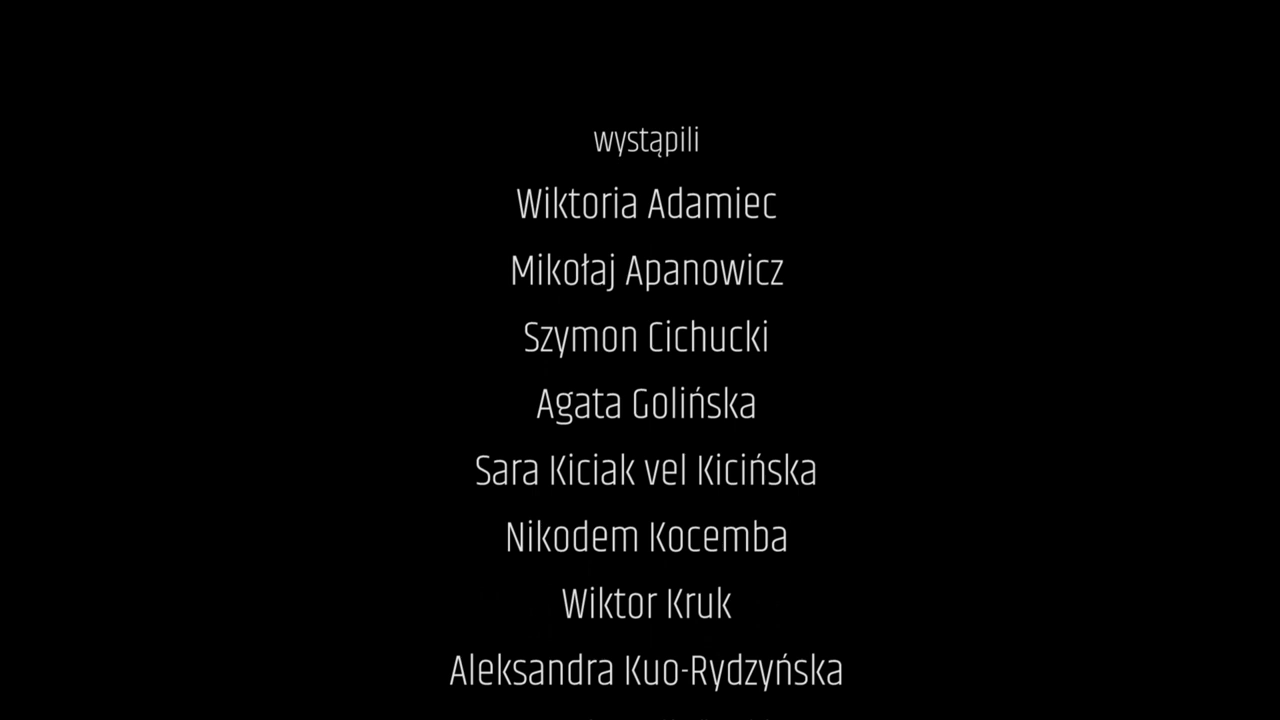 wystąpili
Wiktoria Adamiec
Mikołaj Apanowicz
Szymon Cichucki
Agata Golińska
Sara Kiciak vel Kicińska
Nikodem Kocemba
Wiktor Kruk
Aleksandra Kuo-Rydzyńska